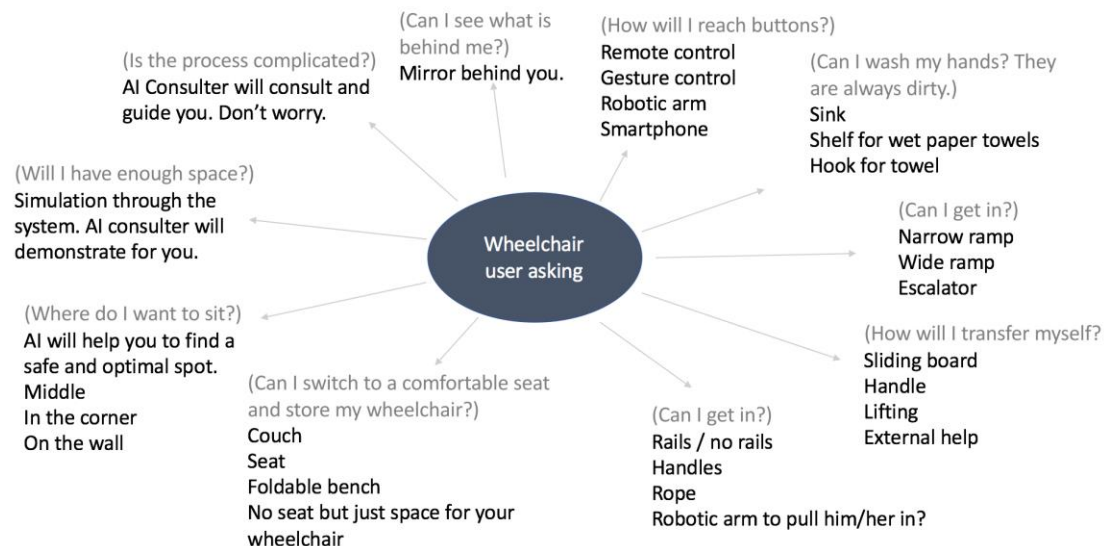 (Can I see what is
behind me?)
Mirror behind you.
(How will I reach buttons?)
Remote control
Gesture control
Robotic arm
Smartphone
(Is the process complicated?)
AI Consulter will consult and
guide you. Don’t worry.
(Can I wash my hands? They
are always dirty.)
Sink
Shelf for wet paper towels
Hook for towel
(Will I have enough space?)
Simulation through the
system. AI consulter will
demonstrate for you.
Wheelchair
user asking
(Can I get in?)
Narrow ramp
Wide ramp
Escalator
(Where do I want to sit?)
AI will help you to find a
safe and optimal spot.
Middle
In the corner
On the wall
(Can I switch to a comfortable seat
and store my wheelchair?)
Couch
Seat
Foldable bench
No seat but just space for your
wheelchair
(Can I get in?)
Rails / no rails
Handles
Rope
Robotic arm to pull him/her in?
(How will I transfer myself?
Sliding board
Handle
Lifting
External help